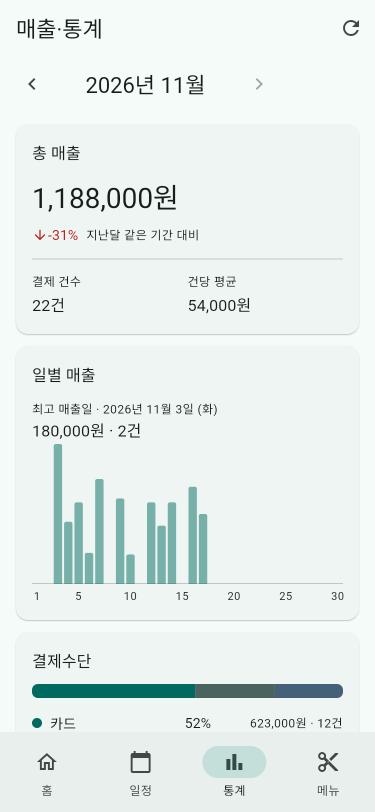 매출·통계
2026년 11월
총 매출
1,188,000원
-31% 지난달 같은 기간 대비
결제 건수 건당 평균
22건 54,000원
일별 매출
최고 매출일 · 2026년 11월 3일 (화)
180,000원 · 2건
1 5 10 15 20 25 30
결제수단
카드 52% 623,000원 · 12건
홈 일정 통계 메뉴